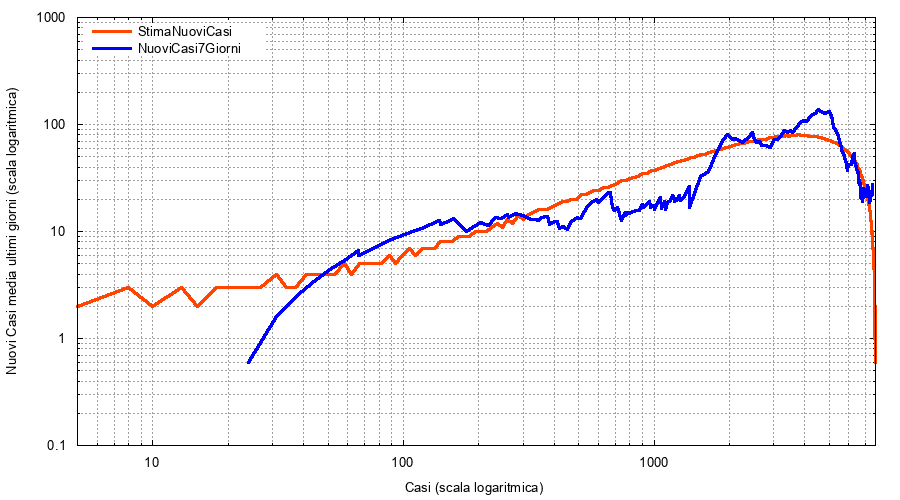 1000
StimaNuoviCasi
NuoviCasi7Giorni
100
10
1
0.1
10
100
1000
Nuovi Casi media ultimi giorni (scala logaritmica)
Casi (scala logaritmica)